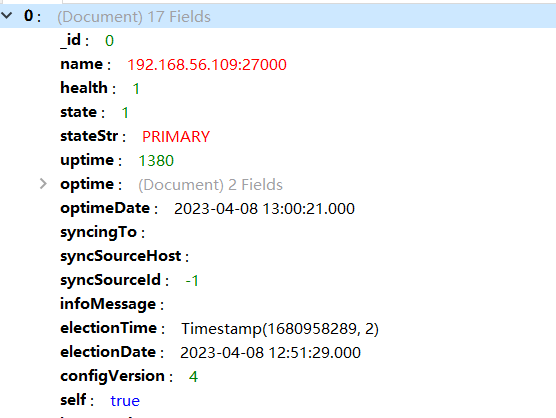 0 : (Document) 17 Fields
_id : 0
name : 192.168.56.109:27000
health : 1
state : 1
stateStr : PRIMARY
uptime : 1380
optime : (Document) 2 Fields
optimeDate : 2023-04-08 13:00:21.000
syncingTo :
syncSourceHost :
syncSourceId : -1
infoMessage :
electionTime : Timestamp(1680958289, 2)
electionDate : 2023-04-08 12:51:29.000
configVersion : 4
self : true